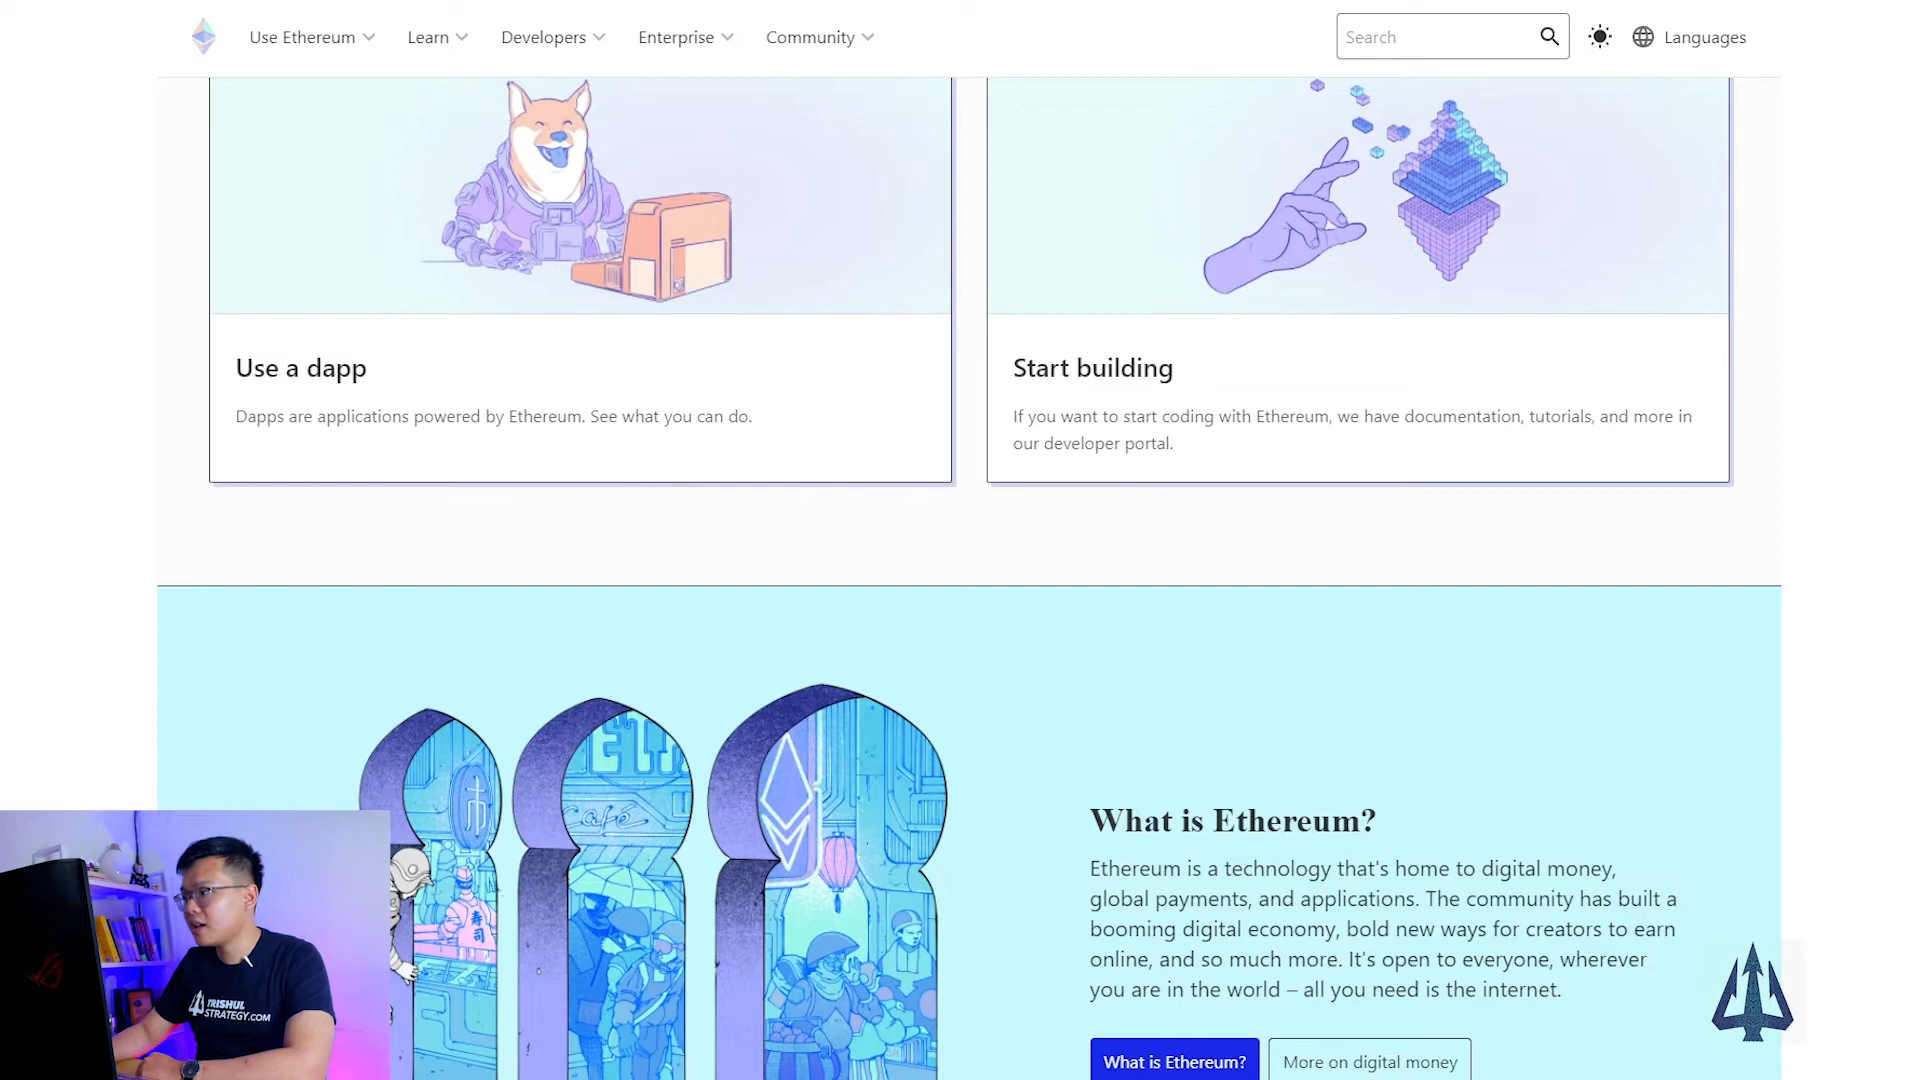 Use Ethereum
Learn
Developers
Enterprise
Community
Search
Languages
Use a dapp
Dapps are applications powered by Ethereum. See what you can do.
Start building
If you want to start coding with Ethereum, we have documentation, tutorials, and more in
our developer portal.
Café
寿
司
TRISHUL
STRATEGY.COM
What is Ethereum?
Ethereum is a technology that's home to digital money,
global payments, and applications. The community has built a
booming digital economy, bold new ways for creators to earn
online, and so much more. It's open to everyone, wherever
you are in the world – all you need is the internet.
What is Ethereum?
More on digital money